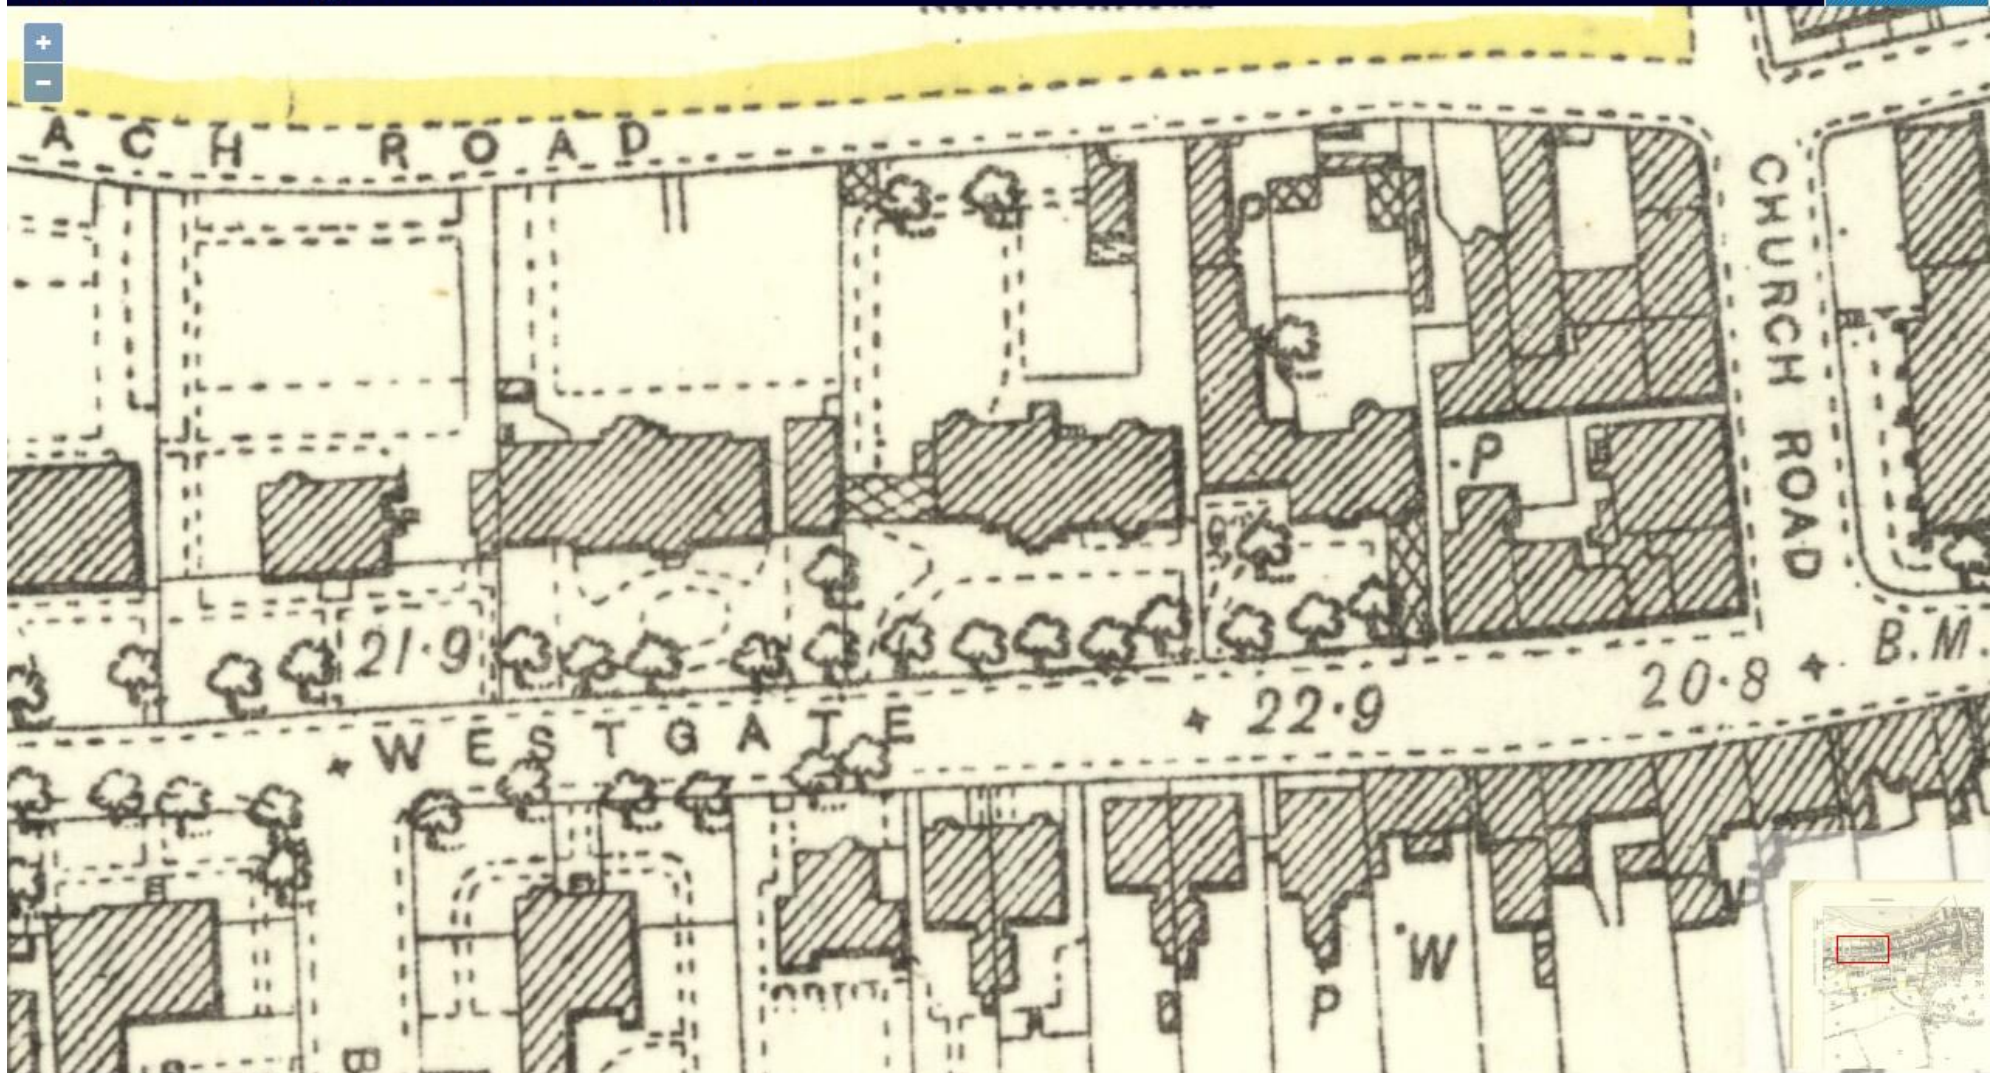 +
−
ACH ROAD
CHURCH ROAD
P
P
21.9
B.M.
20.8
22.9
WESTGATE
W
P